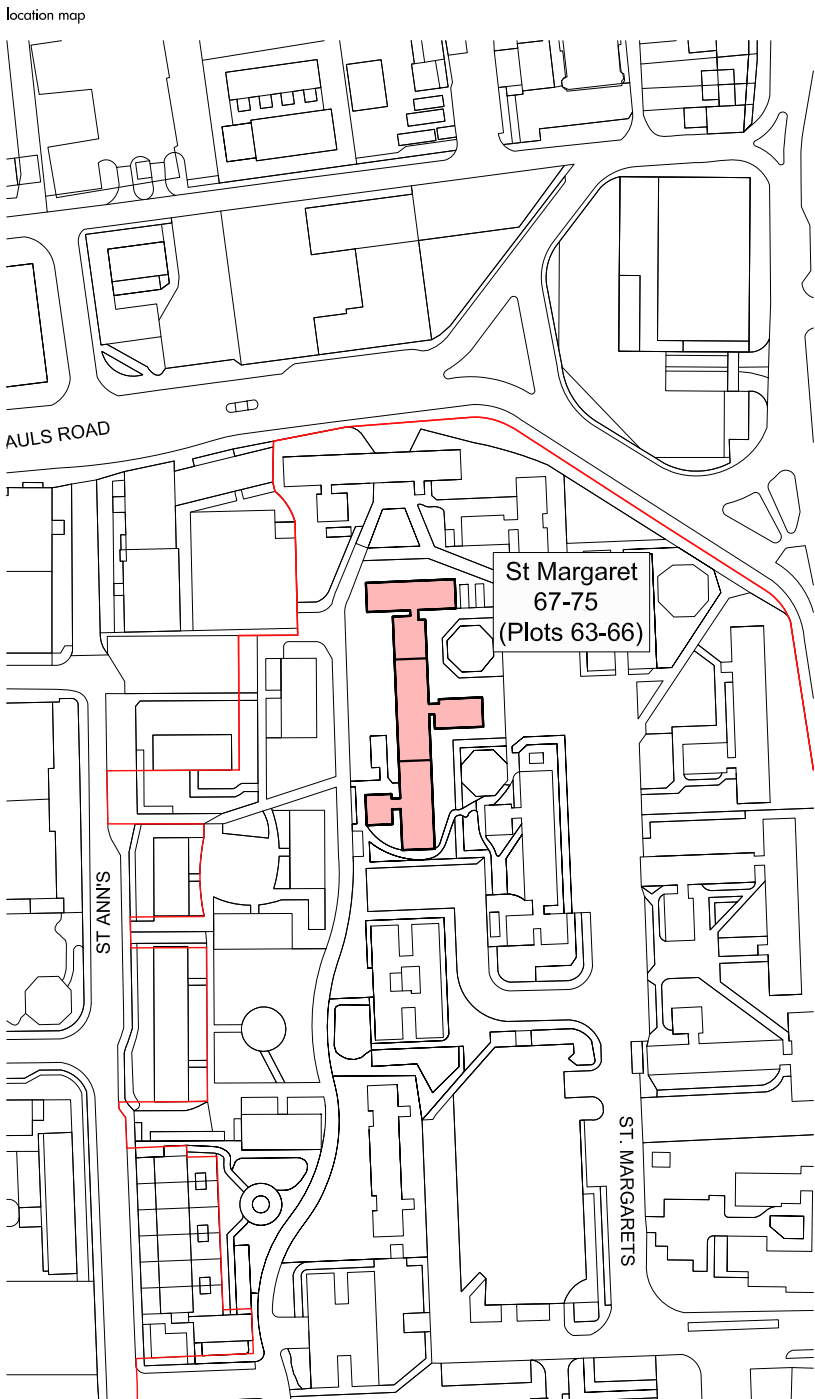 location map
AULS ROAD
St Margaret
67-75
(Plots 63-66)
ST ANN'S
ST. MARGARETS